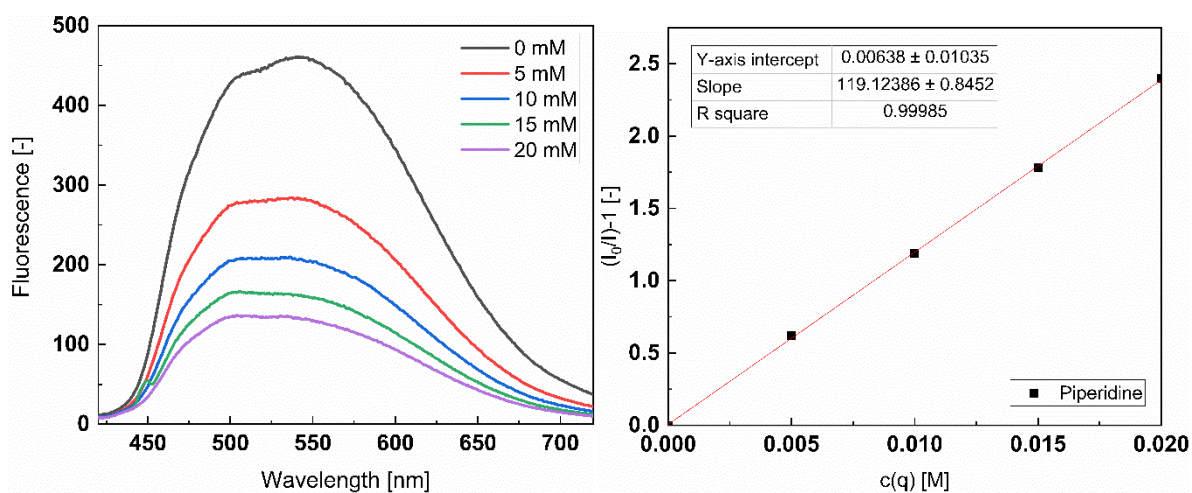 500
400
300
200
100
0
Fluorescence [-]
450
500
550
600
650
700
Wavelength [nm]
0 mM
5 mM
10 mM
15 mM
20 mM
2.5
2.0
1.5
1.0
0.5
0.0
(I₀/I)-1 [-]
Y-axis intercept 0.00638 ± 0.01035
Slope 119.12386 ± 0.8452
R square 0.99985
Piperidine
0.000
0.005
0.010
0.015
0.020
c(q) [M]